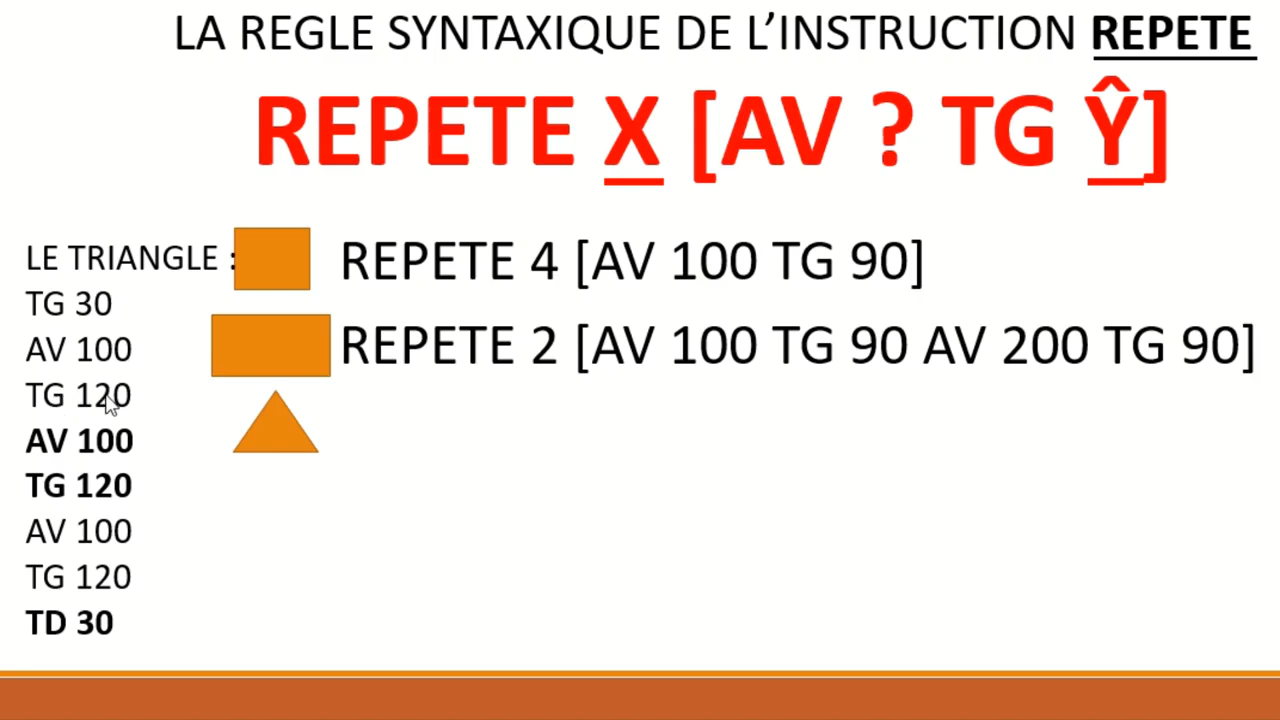 LA REGLE SYNTAXIQUE DE L’INSTRUCTION REPETE
REPETE X [AV ? TG Ŷ]
LE TRIANGLE :
TG 30
AV 100
TG 120
AV 100
TG 120
AV 100
TG 120
TD 30
REPETE 4 [AV 100 TG 90]
REPETE 2 [AV 100 TG 90 AV 200 TG 90]